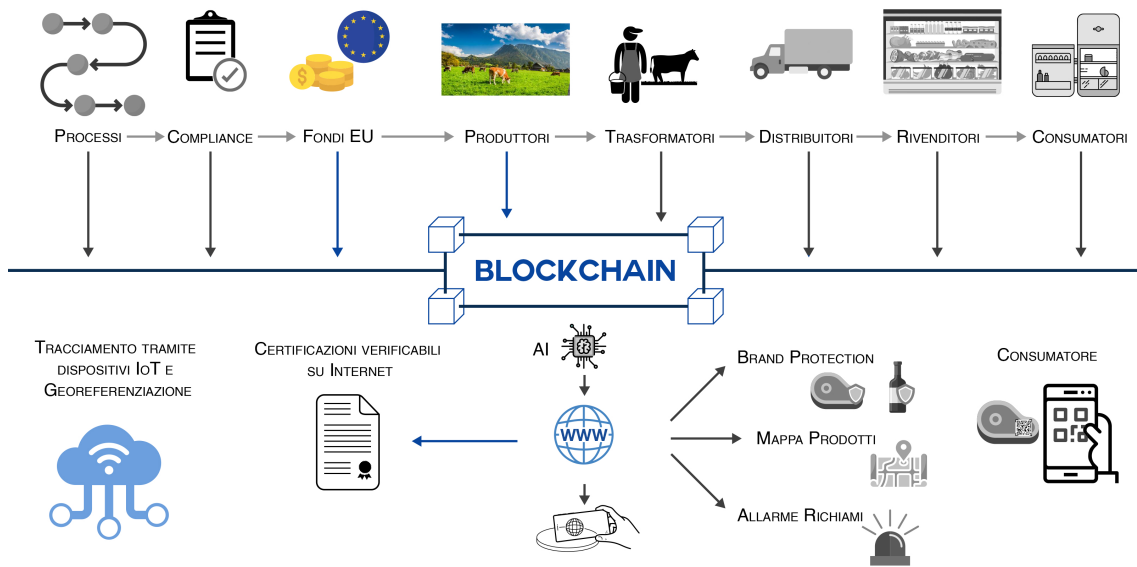 Processi
Compliance
Fondi EU
Produttori
Trasformatori
Distribuitori
Rivenditori
Consumatori
BLOCKCHAIN
Tracciamento tramite
dispositivi IoT e
Georeferenziazione
Certificazioni verificabili
su Internet
AI
WWW
Brand Protection
Mappa Prodotti
Allarme Richiami
Consumatore